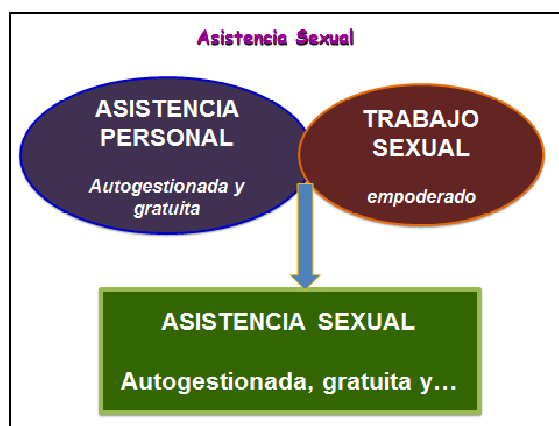 Asistencia Sexual
ASISTENCIA
PERSONAL
Autogestionada y
gratuita
TRABAJO
SEXUAL
empoderado
ASISTENCIA SEXUAL
Autogestionada, gratuita y...